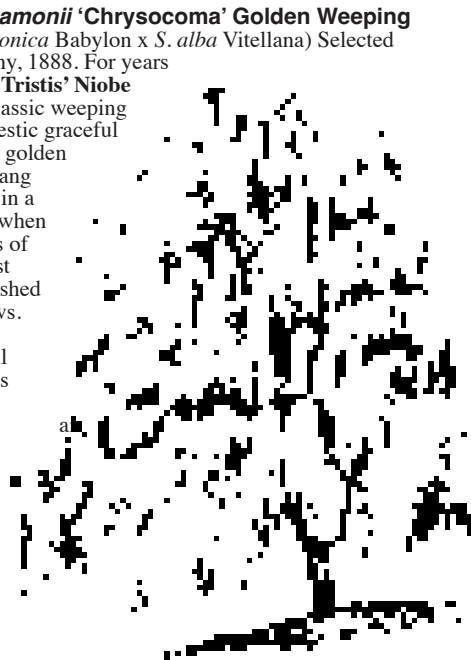 amonii ‘Chrysocoma’ Golden Weeping
onica Babylon x S. alba Vitellana) Selected
ny, 1888. For years
Tristis’ Niobe
assic weeping
estic graceful
golden
ang
in a
when
s of
st
shed
vs.
l
s
a